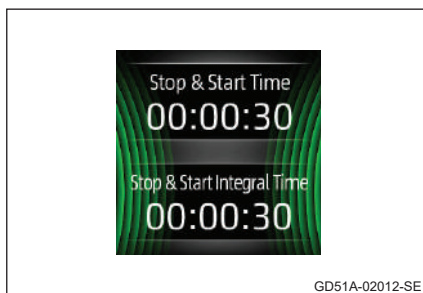 Stop & Start Time
00:00:30
Stop & Start Integral Time
00:00:30
GD51A-02012-SE